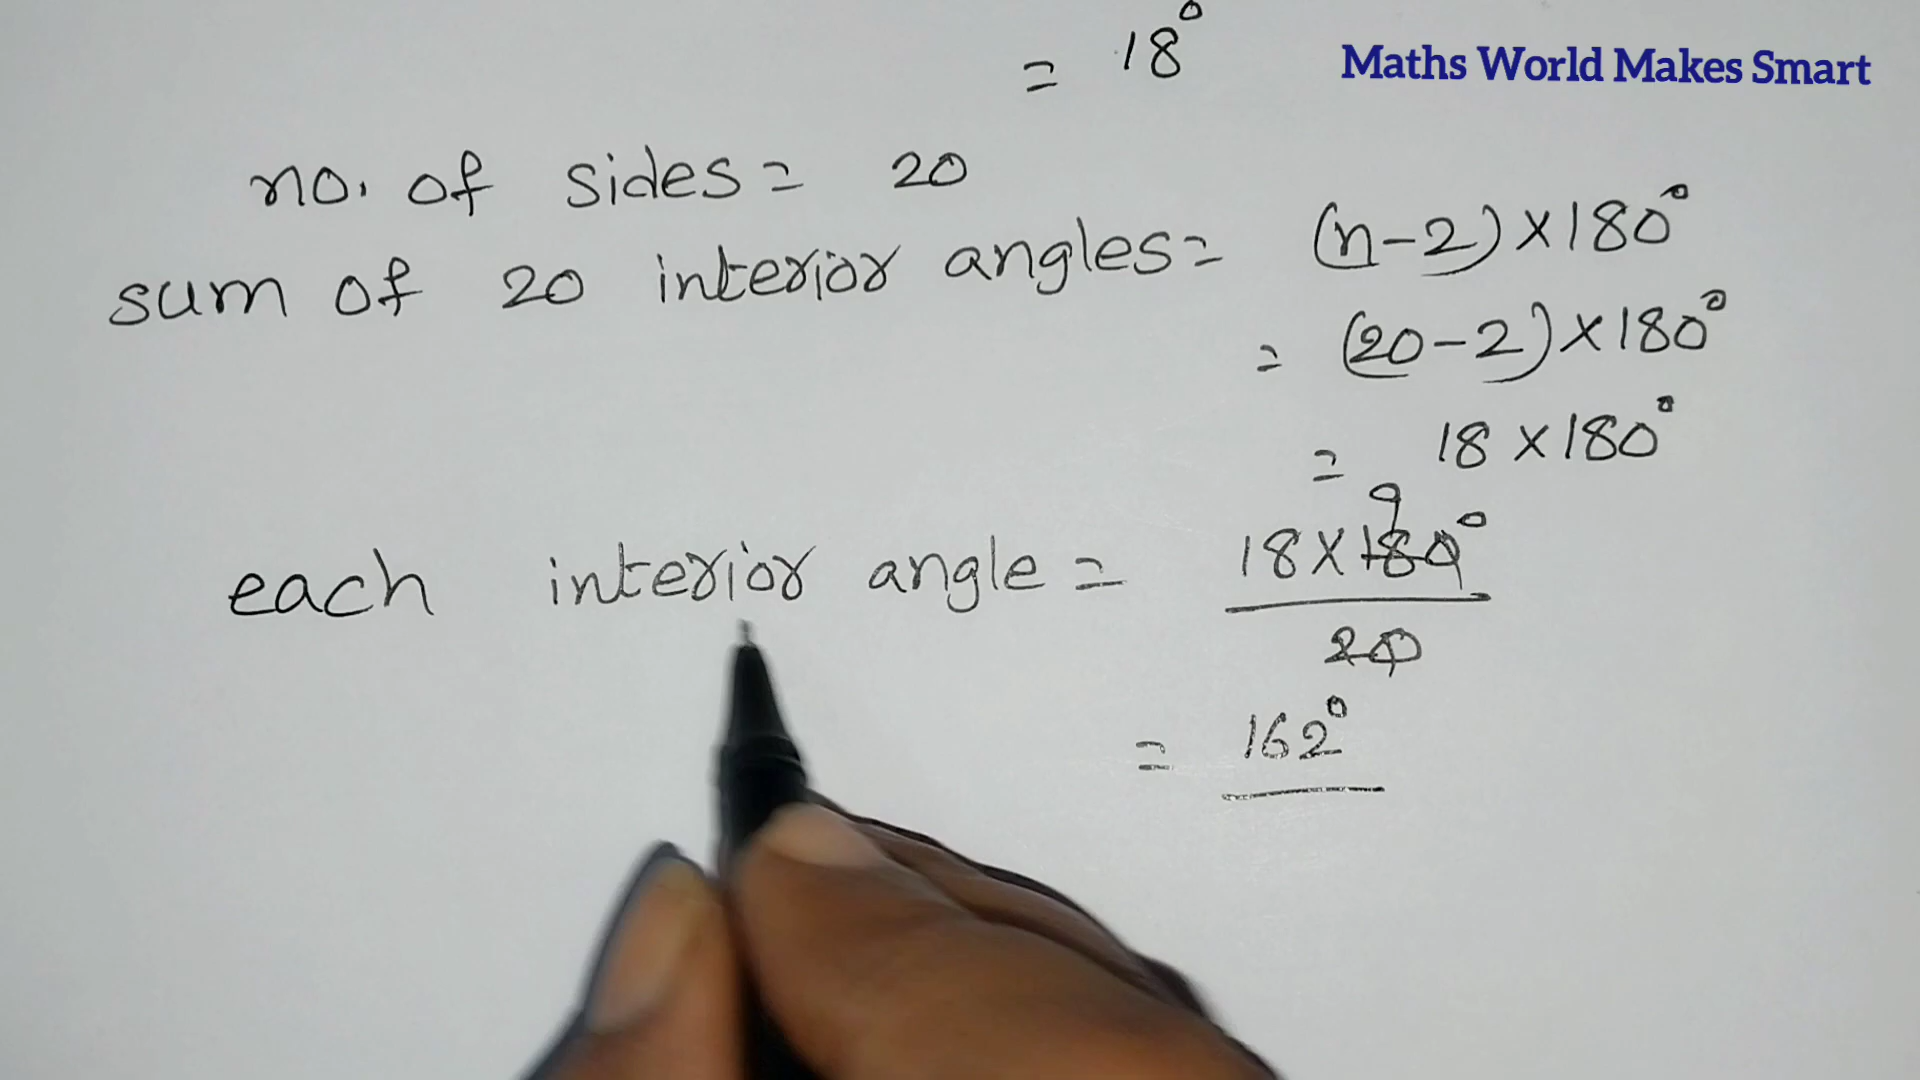 = 18°
Maths World Makes Smart
no. of sides = 20
sum of 20 interior angles = (n-2)×180°
= (20-2)×180°
= 18×180°
9
each interior angle = 18×180°
20
= 162°